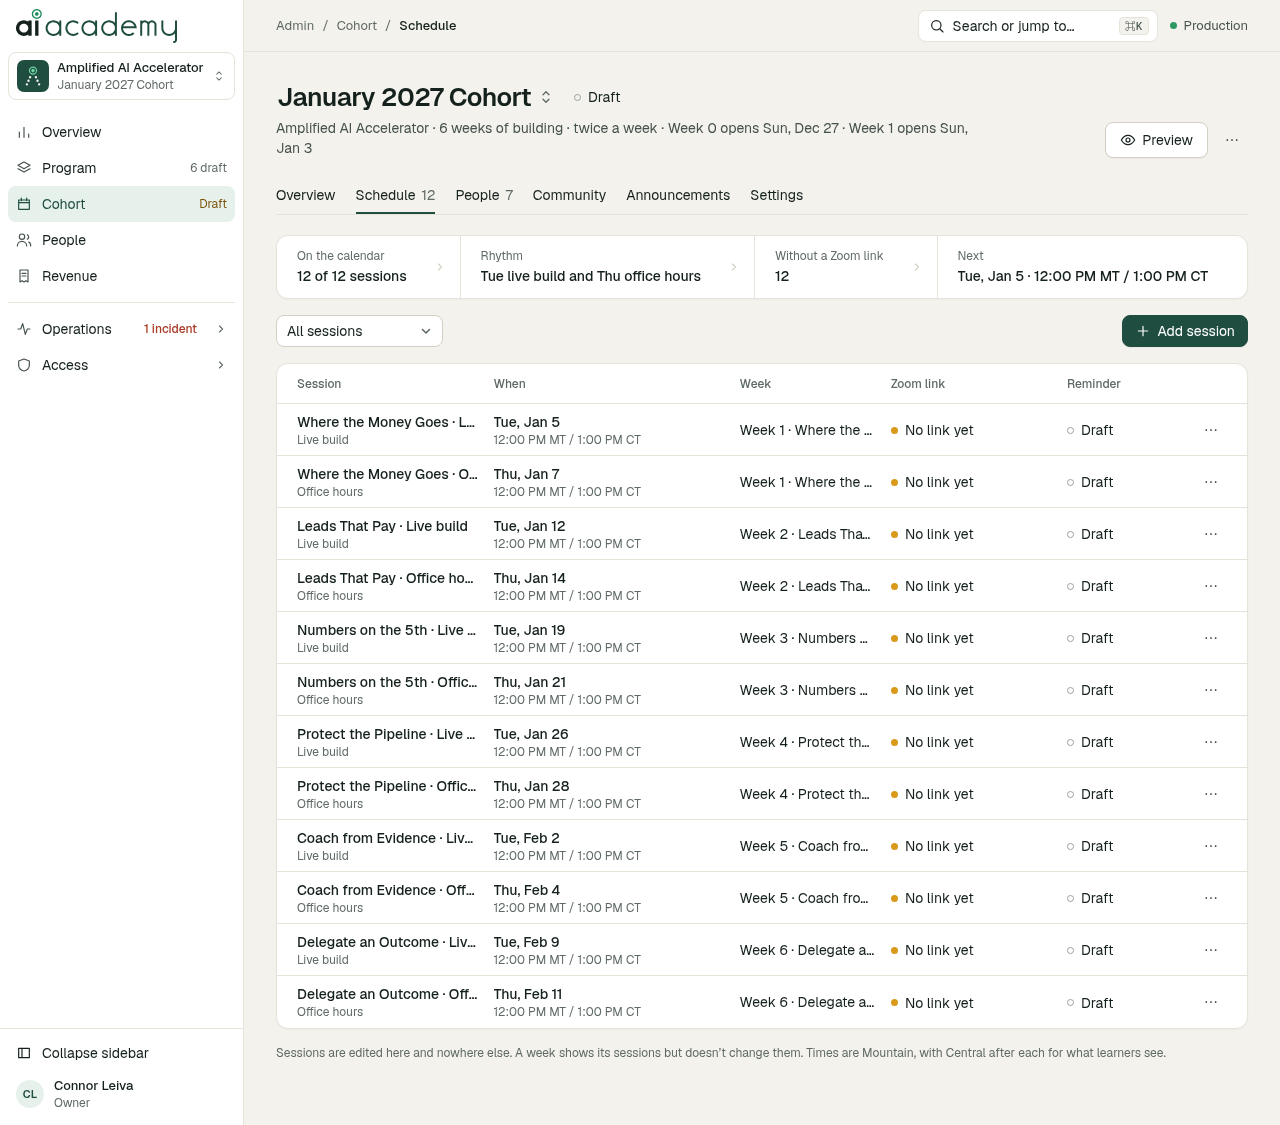 ai academy
Amplified AI Accelerator
January 2027 Cohort
Overview
Program 6 draft
Cohort Draft
People
Revenue
Operations 1 incident
Access
Collapse sidebar
CL
Connor Leiva
Owner
Admin / Cohort / Schedule
Search or jump to… ⌘K
Production
January 2027 Cohort
Draft
Amplified AI Accelerator · 6 weeks of building · twice a week · Week 0 opens Sun, Dec 27 · Week 1 opens Sun,
Jan 3
Preview
Overview Schedule 12 People 7 Community Announcements Settings
On the calendar
12 of 12 sessions
Rhythm
Tue live build and Thu office hours
Without a Zoom link
12
Next
Tue, Jan 5 · 12:00 PM MT / 1:00 PM CT
All sessions
Add session
Session When Week Zoom link Reminder
Where the Money Goes · L… Tue, Jan 5 Week 1 · Where the … No link yet Draft
Live build 12:00 PM MT / 1:00 PM CT
Where the Money Goes · O… Thu, Jan 7 Week 1 · Where the … No link yet Draft
Office hours 12:00 PM MT / 1:00 PM CT
Leads That Pay · Live build Tue, Jan 12 Week 2 · Leads Tha… No link yet Draft
Live build 12:00 PM MT / 1:00 PM CT
Leads That Pay · Office ho… Thu, Jan 14 Week 2 · Leads Tha… No link yet Draft
Office hours 12:00 PM MT / 1:00 PM CT
Numbers on the 5th · Live … Tue, Jan 19 Week 3 · Numbers … No link yet Draft
Live build 12:00 PM MT / 1:00 PM CT
Numbers on the 5th · Offic… Thu, Jan 21 Week 3 · Numbers … No link yet Draft
Office hours 12:00 PM MT / 1:00 PM CT
Protect the Pipeline · Live … Tue, Jan 26 Week 4 · Protect th… No link yet Draft
Live build 12:00 PM MT / 1:00 PM CT
Protect the Pipeline · Offic… Thu, Jan 28 Week 4 · Protect th… No link yet Draft
Office hours 12:00 PM MT / 1:00 PM CT
Coach from Evidence · Liv… Tue, Feb 2 Week 5 · Coach fro… No link yet Draft
Live build 12:00 PM MT / 1:00 PM CT
Coach from Evidence · Off… Thu, Feb 4 Week 5 · Coach fro… No link yet Draft
Office hours 12:00 PM MT / 1:00 PM CT
Delegate an Outcome · Liv… Tue, Feb 9 Week 6 · Delegate a… No link yet Draft
Live build 12:00 PM MT / 1:00 PM CT
Delegate an Outcome · Off… Thu, Feb 11 Week 6 · Delegate a… No link yet Draft
Office hours 12:00 PM MT / 1:00 PM CT
Sessions are edited here and nowhere else. A week shows its sessions but doesn’t change them. Times are Mountain, with Central after each for what learners see.